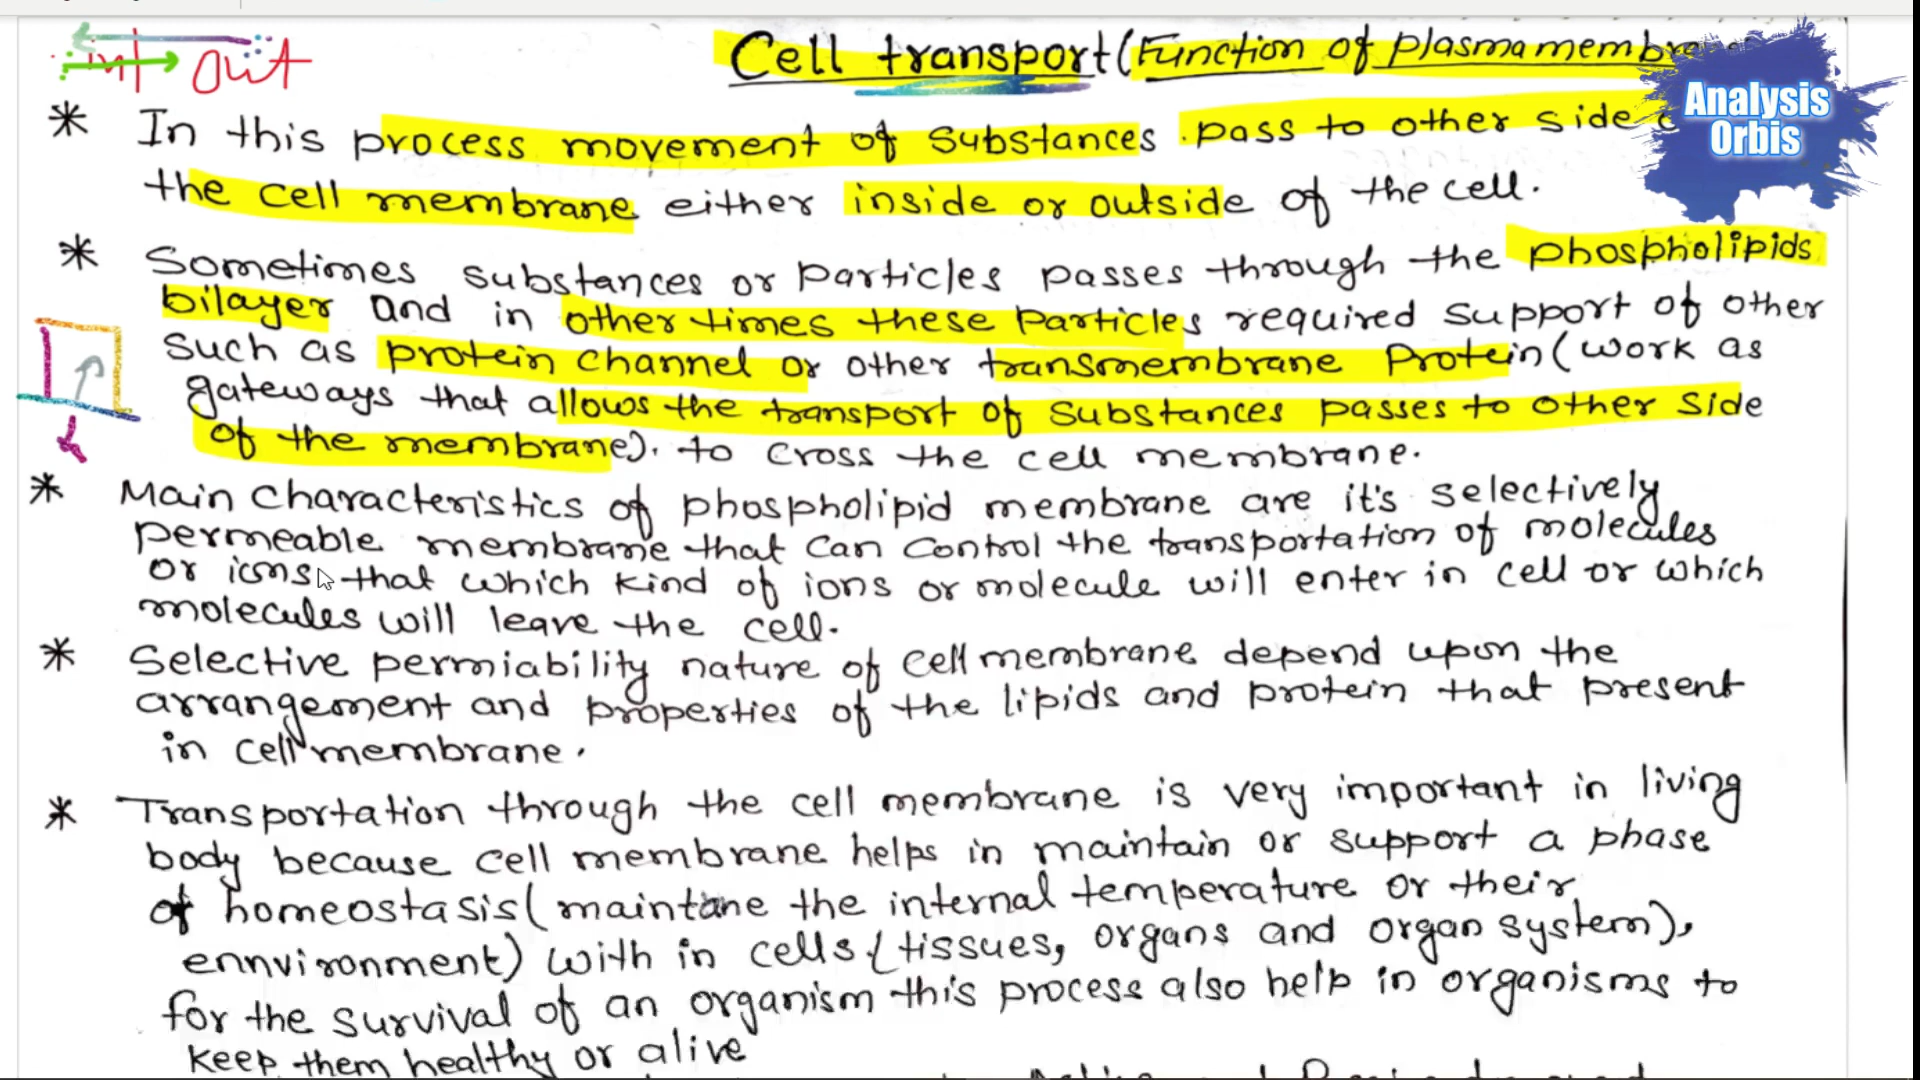 in/ out
Cell transport (Function of plasma membrane
Analysis
Orbis
* In this process movement of substances pass to other side
the cell membrane either inside or outside of the cell.
* Sometimes substances or particles passes through the phospholipids
bilayer and in other times these particles required support of other
such as protein channel or other transmembrane protein (work as
gateways that allows the transport of substances passes to other side
of the membrane). to cross the cell membrane.
* Main characteristics of phospholipid membrane are it's selectively
permeable membrane that can control the transportation of molecules
or ions that which kind of ions or molecule will enter in cell or which
molecules will leave the cell.
* Selective permiability nature of cell membrane depend upon the
arrangement and properties of the lipids and protein that present
in cell membrane.
* Transportation through the cell membrane is very important in living
body because cell membrane helps in maintain or support a phase
of homeostasis (maintane the internal temperature or their
ennvironment) with in cells (tissues, organs and organ system),
for the survival of an organism this process also help in organisms to
keep them healthy or alive